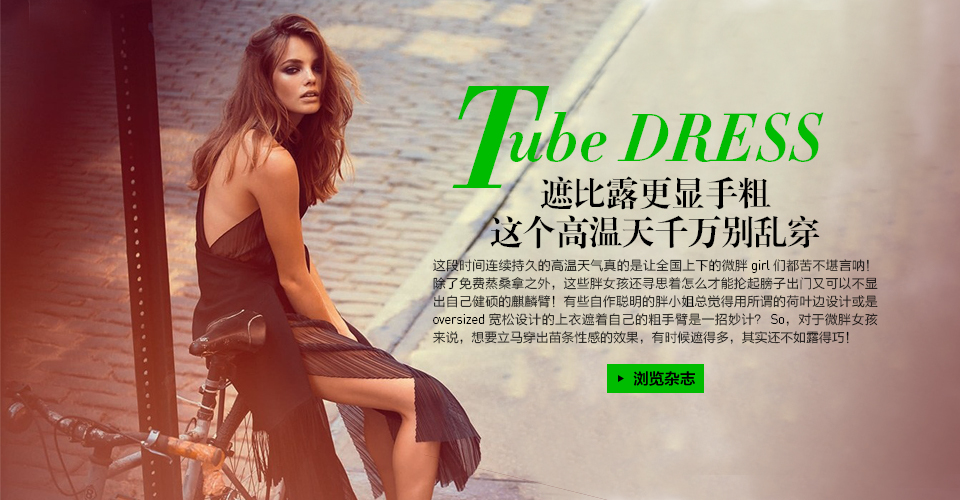 Tube DRESS
遮比露更显手粗
这个高温天千万别乱穿
这段时间连续持久的高温天气真的是让全国上下的微胖 girl 们都苦不堪言呐！
除了免费蒸桑拿之外，这些胖女孩还寻思着怎么才能抡起膀子出门又可以不显
出自己健硕的麒麟臂！有些自作聪明的胖小姐总觉得用所谓的荷叶边设计或是
oversized 宽松设计的上衣遮着自己的粗手臂是一招妙计？ So，对于微胖女孩
来说，想要立马穿出苗条性感的效果，有时候遮得多，其实还不如露得巧！
浏览杂志